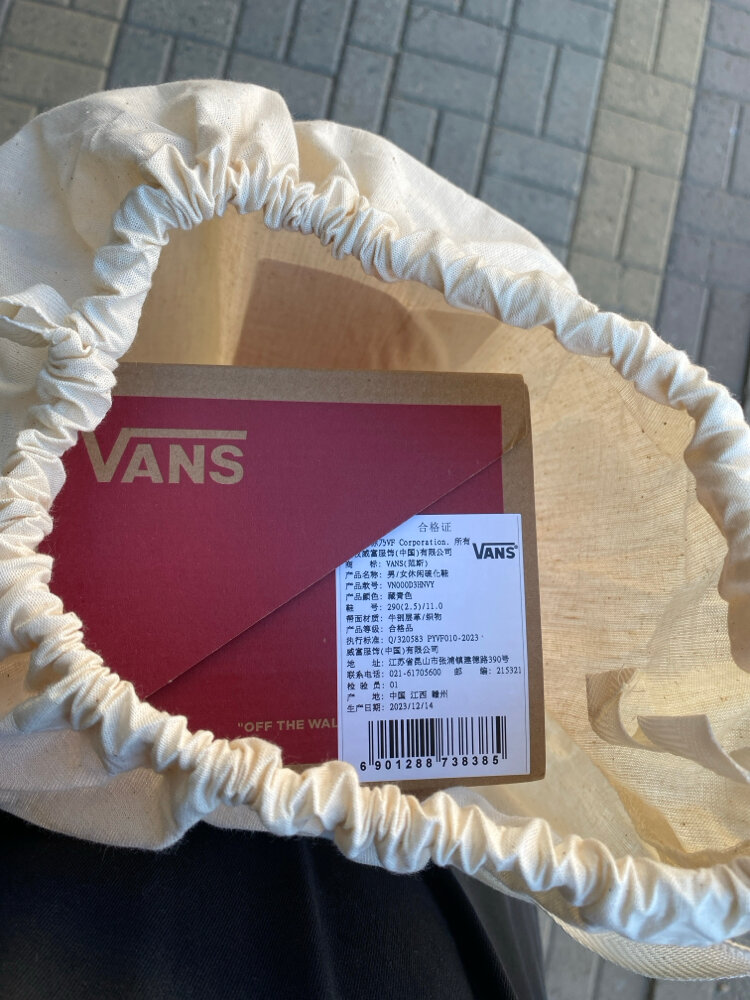 VANS
"OFF THE WAL
合格证
VF Corporation. 所有
威富服饰(中国)有限公司
VANS
标: VANS(范斯)
产品名称: 男/女休闲硫化鞋
产品款号: VN000D3HNVY
产品颜色: 藏青色
鞋 号: 290(2.5)/11.0
帮面材质: 牛剖层革/织物
产品等级: 合格品
执行标准: Q/320583 PYVF010-2023
威富服饰(中国)有限公司
地 址: 江苏省昆山市张浦镇建德路390号
联系电话: 021-61705600 邮 编: 215321
检 验 员: 01
产 地: 中国 江西 赣州
生产日期: 2023/12/14
6 901288 738385